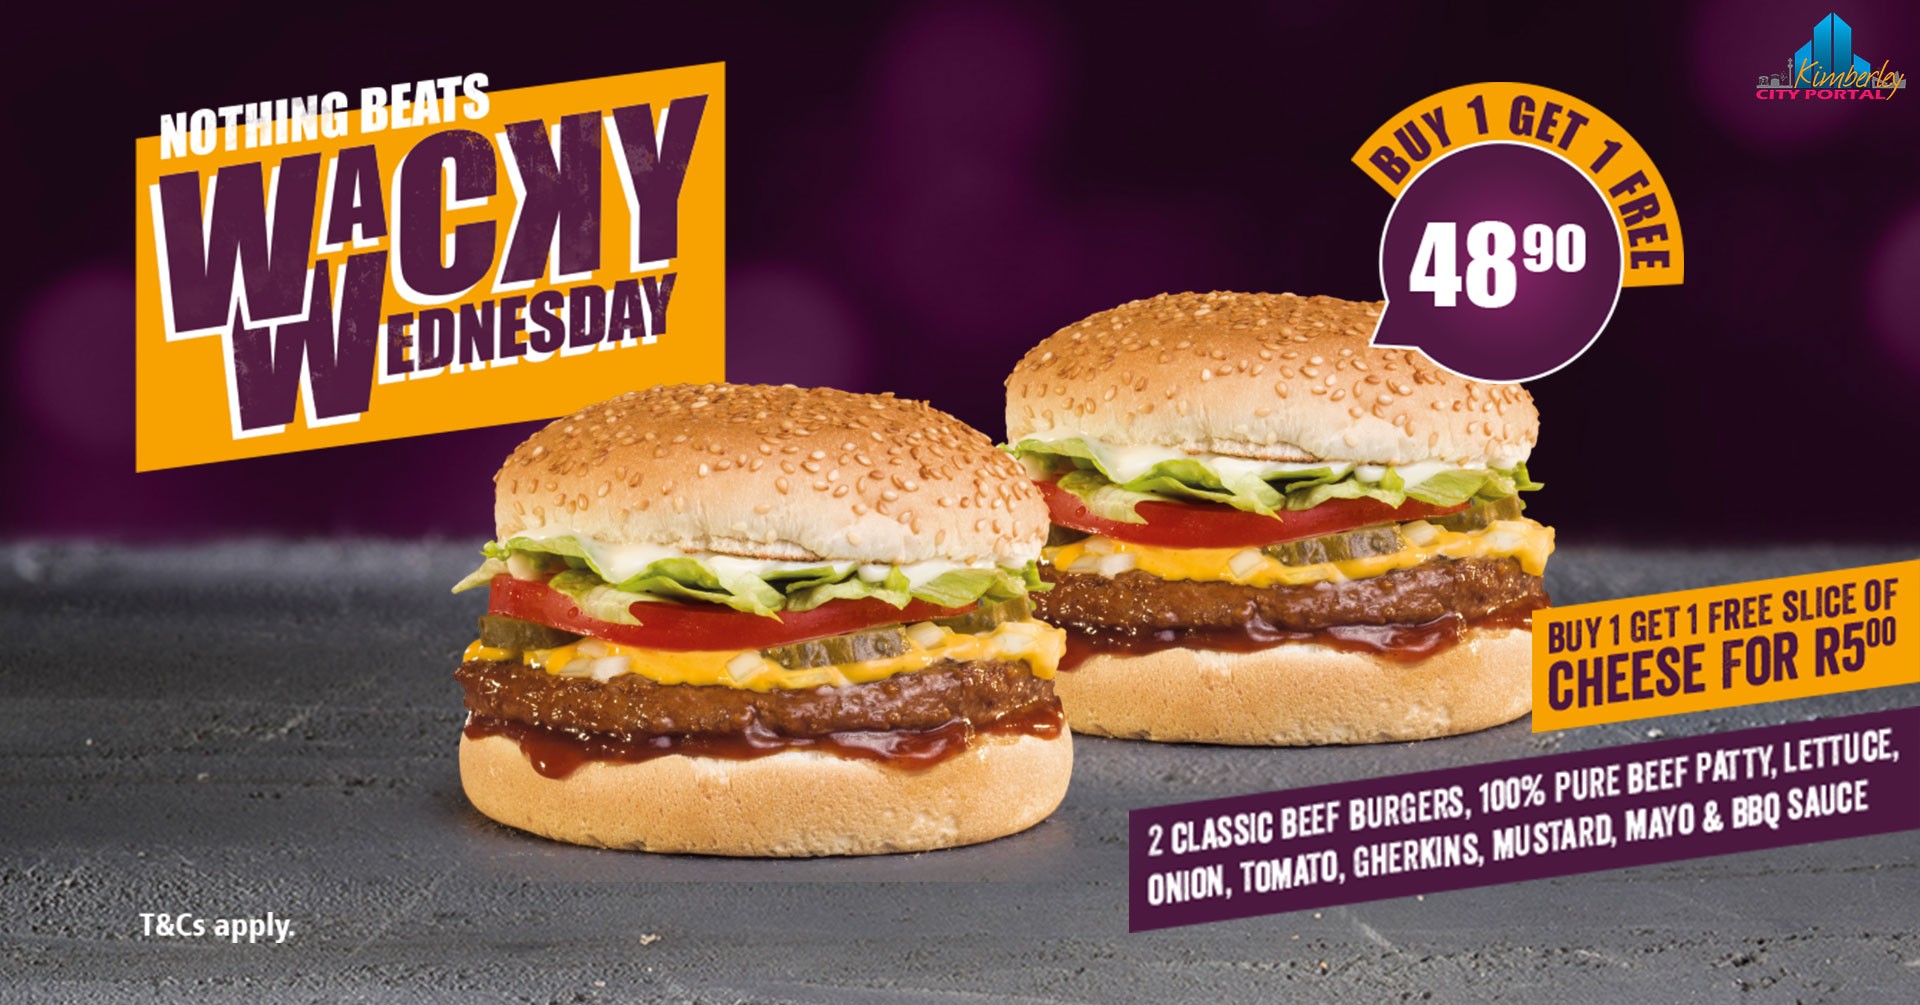 NOTHING BEATS
WACKY
WEDNESDAY
Kimberley
CITY PORTAL
BUY 1 GET 1 FREE
48⁹⁰
BUY 1 GET 1 FREE SLICE OF
CHEESE FOR R5⁰⁰
2 CLASSIC BEEF BURGERS, 100% PURE BEEF PATTY, LETTUCE,
ONION, TOMATO, GHERKINS, MUSTARD, MAYO & BBQ SAUCE
T&Cs apply.